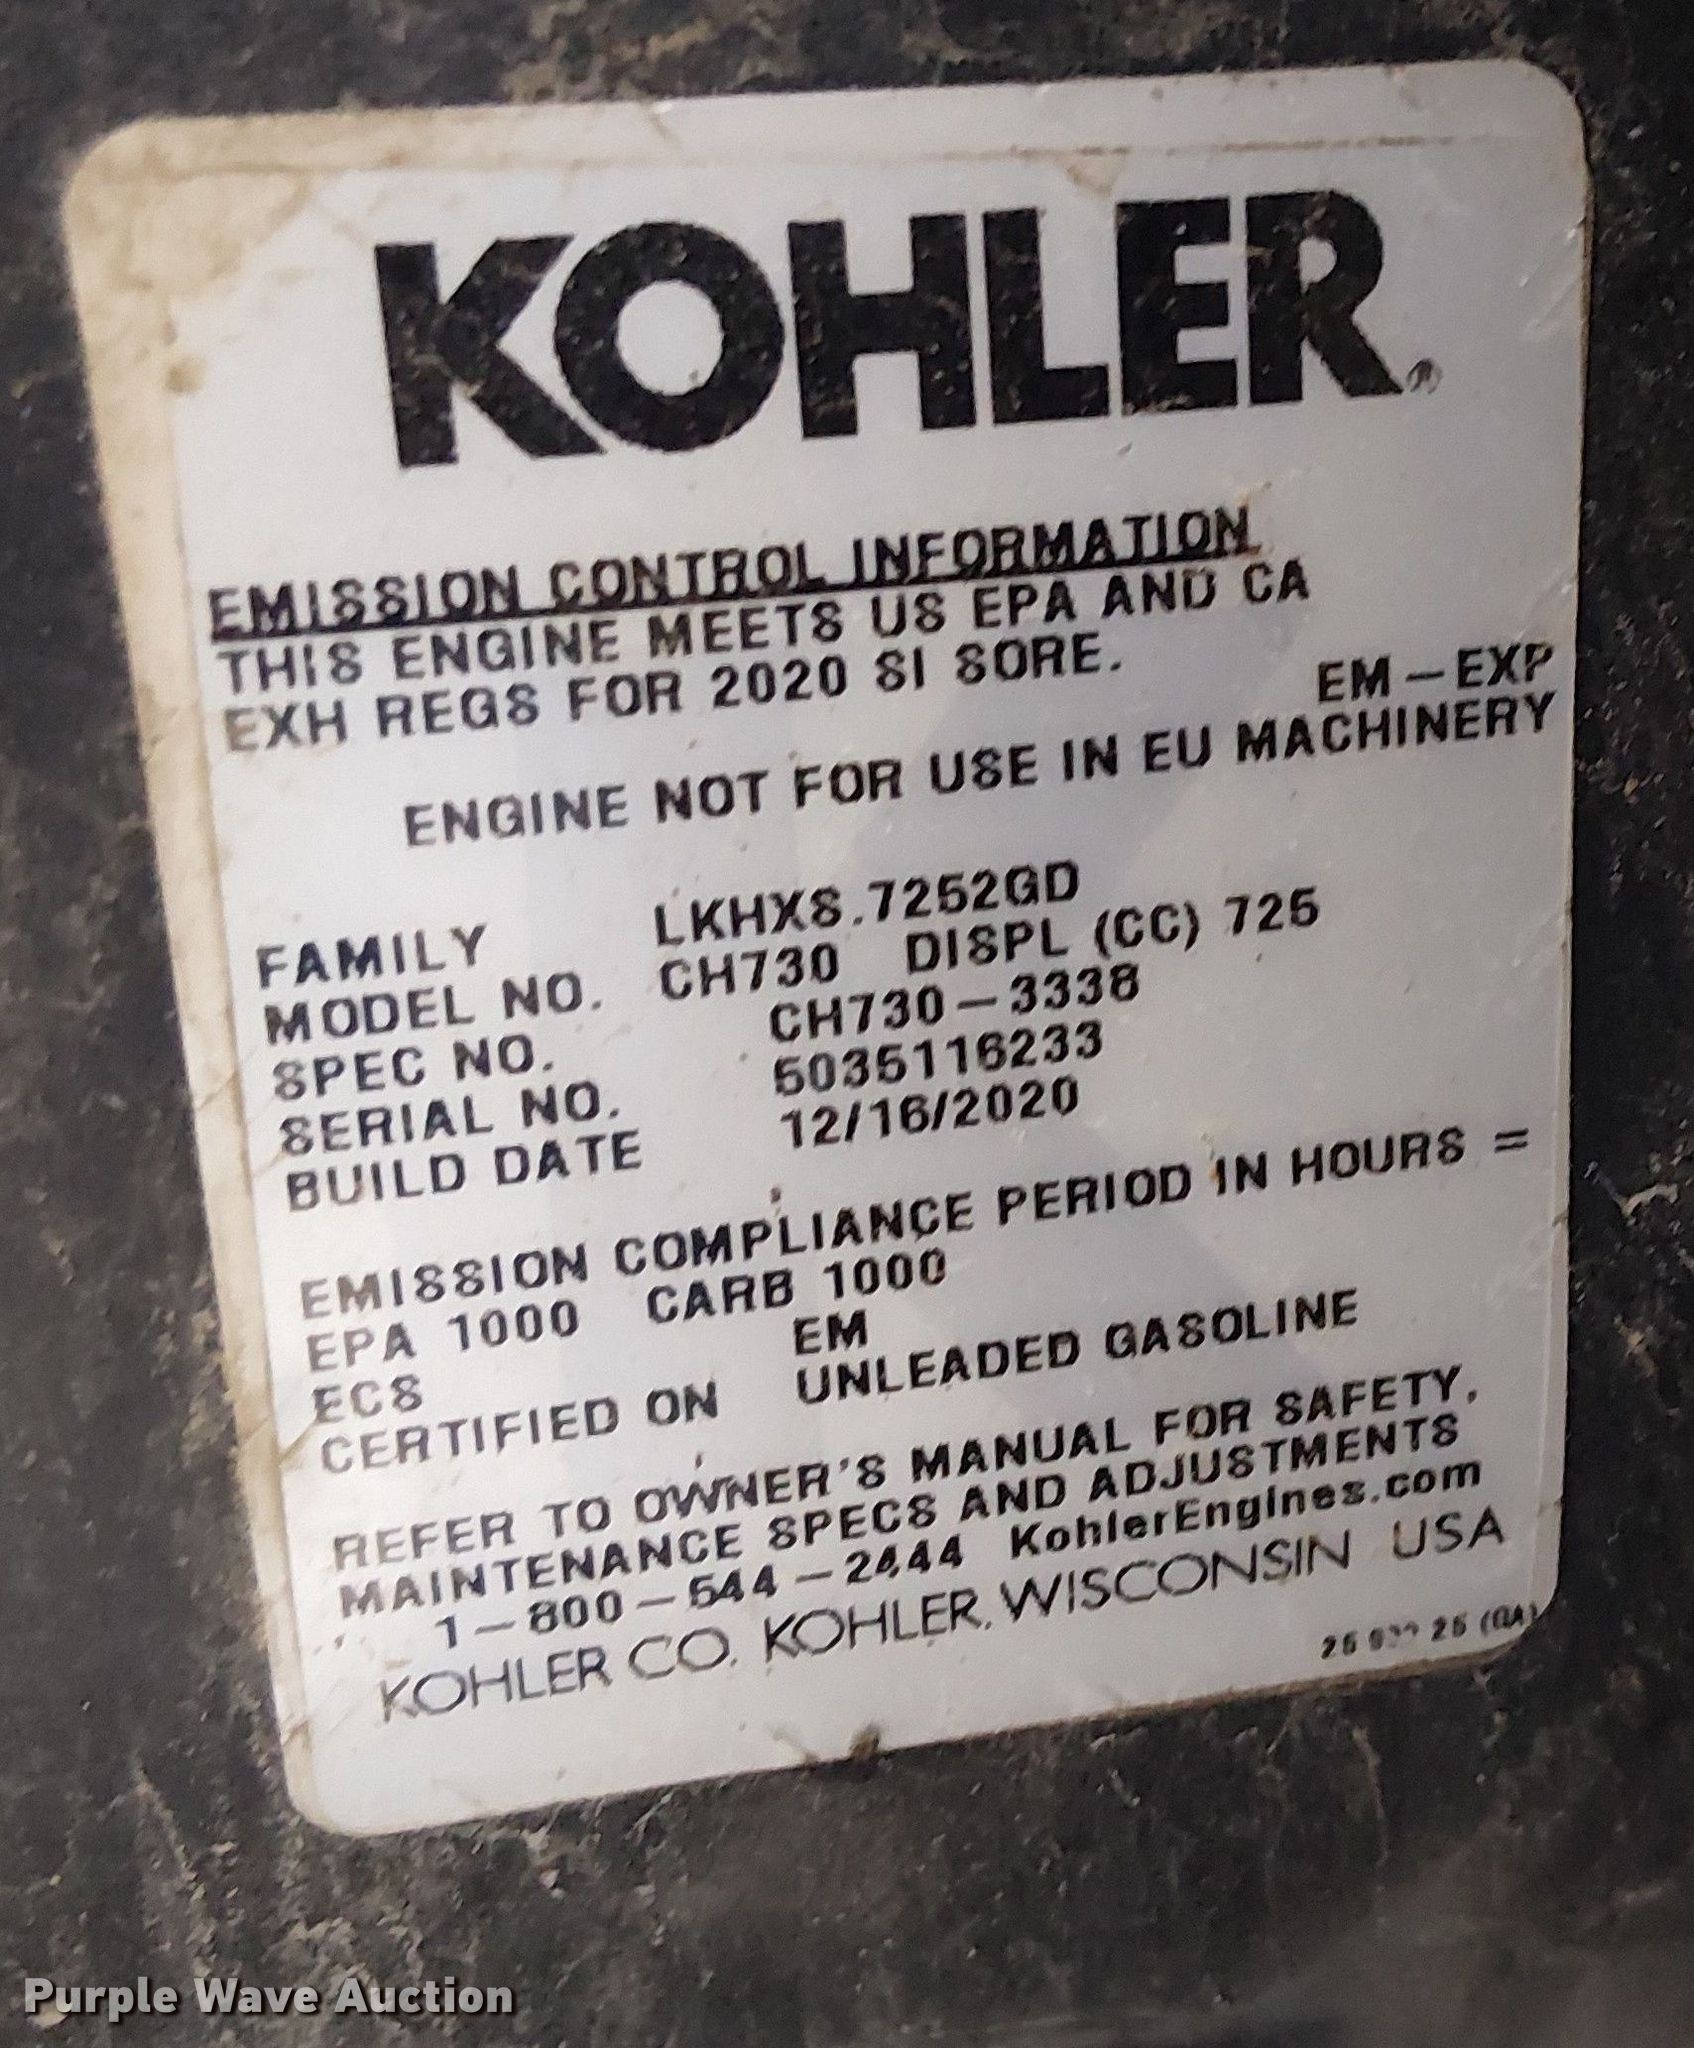 KOHLER®
EMISSION CONTROL INFORMATION
THIS ENGINE MEETS US EPA AND CA
EXH REGS FOR 2020 SI SORE.
EM-EXP
ENGINE NOT FOR USE IN EU MACHINERY
FAMILY LKHXS.7252GD
MODEL NO. CH730 DISPL (CC) 725
SPEC NO. CH730-3338
SERIAL NO. 5035116233
BUILD DATE 12/16/2020
EMISSION COMPLIANCE PERIOD IN HOURS =
EPA 1000 CARB 1000
ECS EM
CERTIFIED ON UNLEADED GASOLINE
REFER TO OWNER'S MANUAL FOR SAFETY,
MAINTENANCE SPECS AND ADJUSTMENTS
1-800-544-2444 KohlerEngines.com
KOHLER CO. KOHLER, WISCONSIN USA
Purple Wave Auction